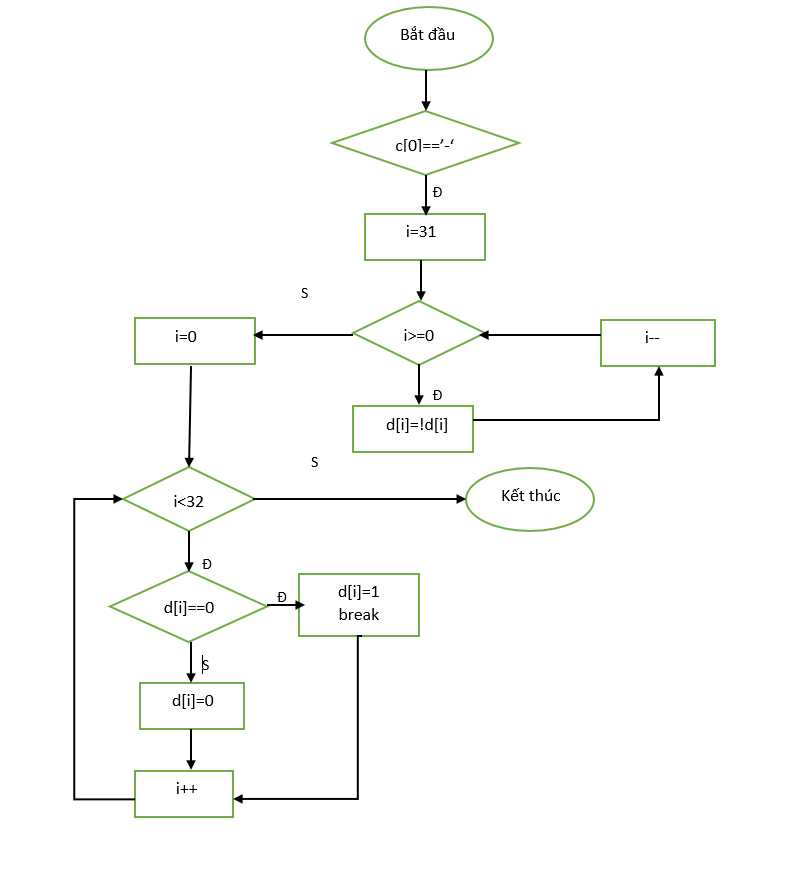 Bắt đầu
c[0]==’-‘
Đ
i=31
S
i=0
i>=0
i--
Đ
d[i]=!d[i]
S
i<32
Kết thúc
Đ
d[i]==0
Đ
d[i]=1
break
S
d[i]=0
i++